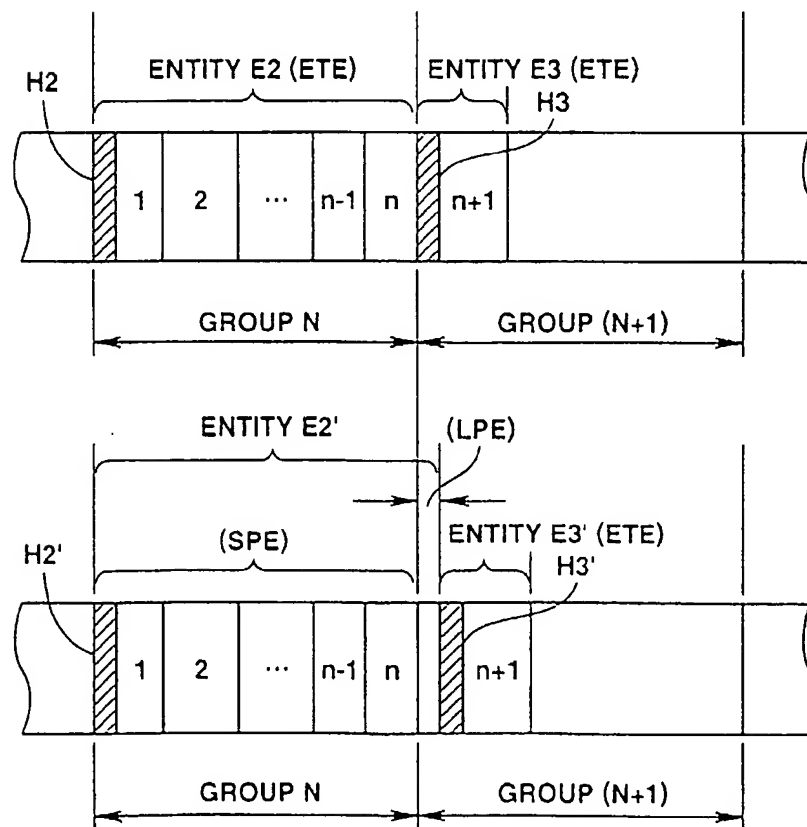 ENTITY E2 (ETE) ENTITY E3 (ETE)
H2 H3
1 2 ... n-1 n n+1
GROUP N GROUP (N+1)
ENTITY E2' (LPE)
(SPE) ENTITY E3' (ETE)
H2' H3'
1 2 ... n-1 n n+1
GROUP N GROUP (N+1)